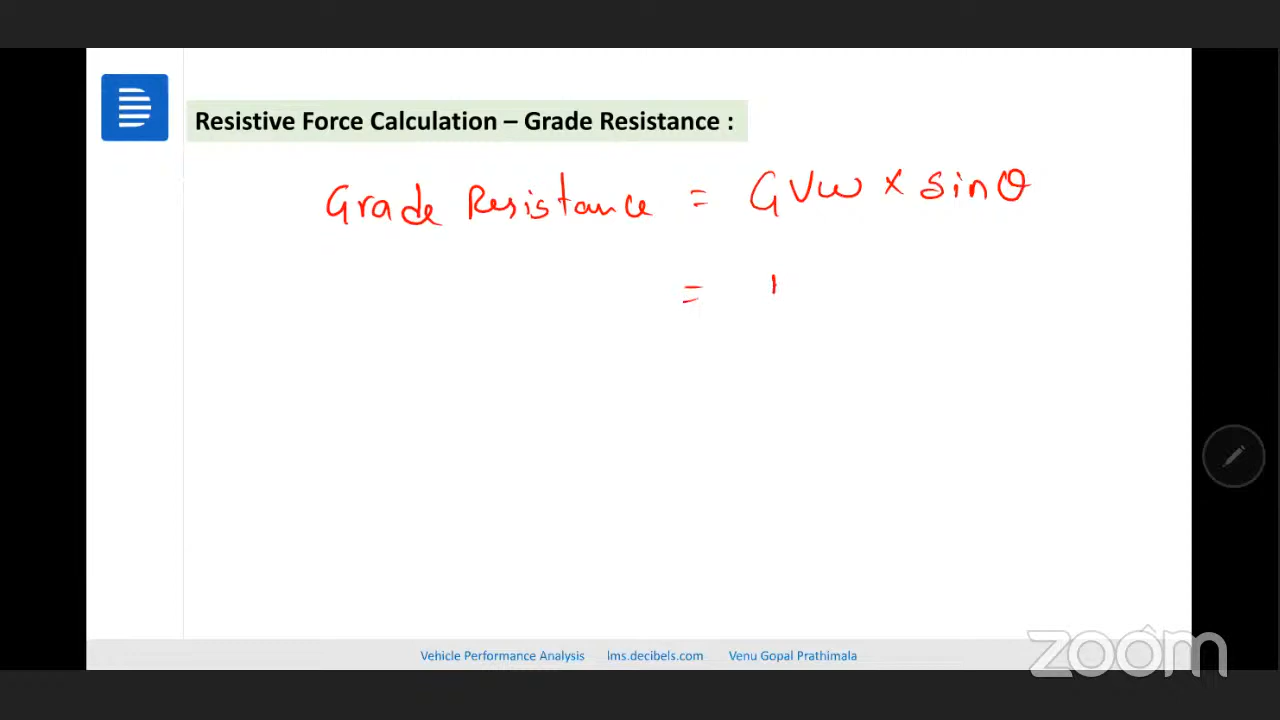 Resistive Force Calculation – Grade Resistance :
Grade Resistance = GVW × sinθ
= 1
Vehicle Performance Analysis lms.decibels.com Venu Gopal Prathimala
zoom